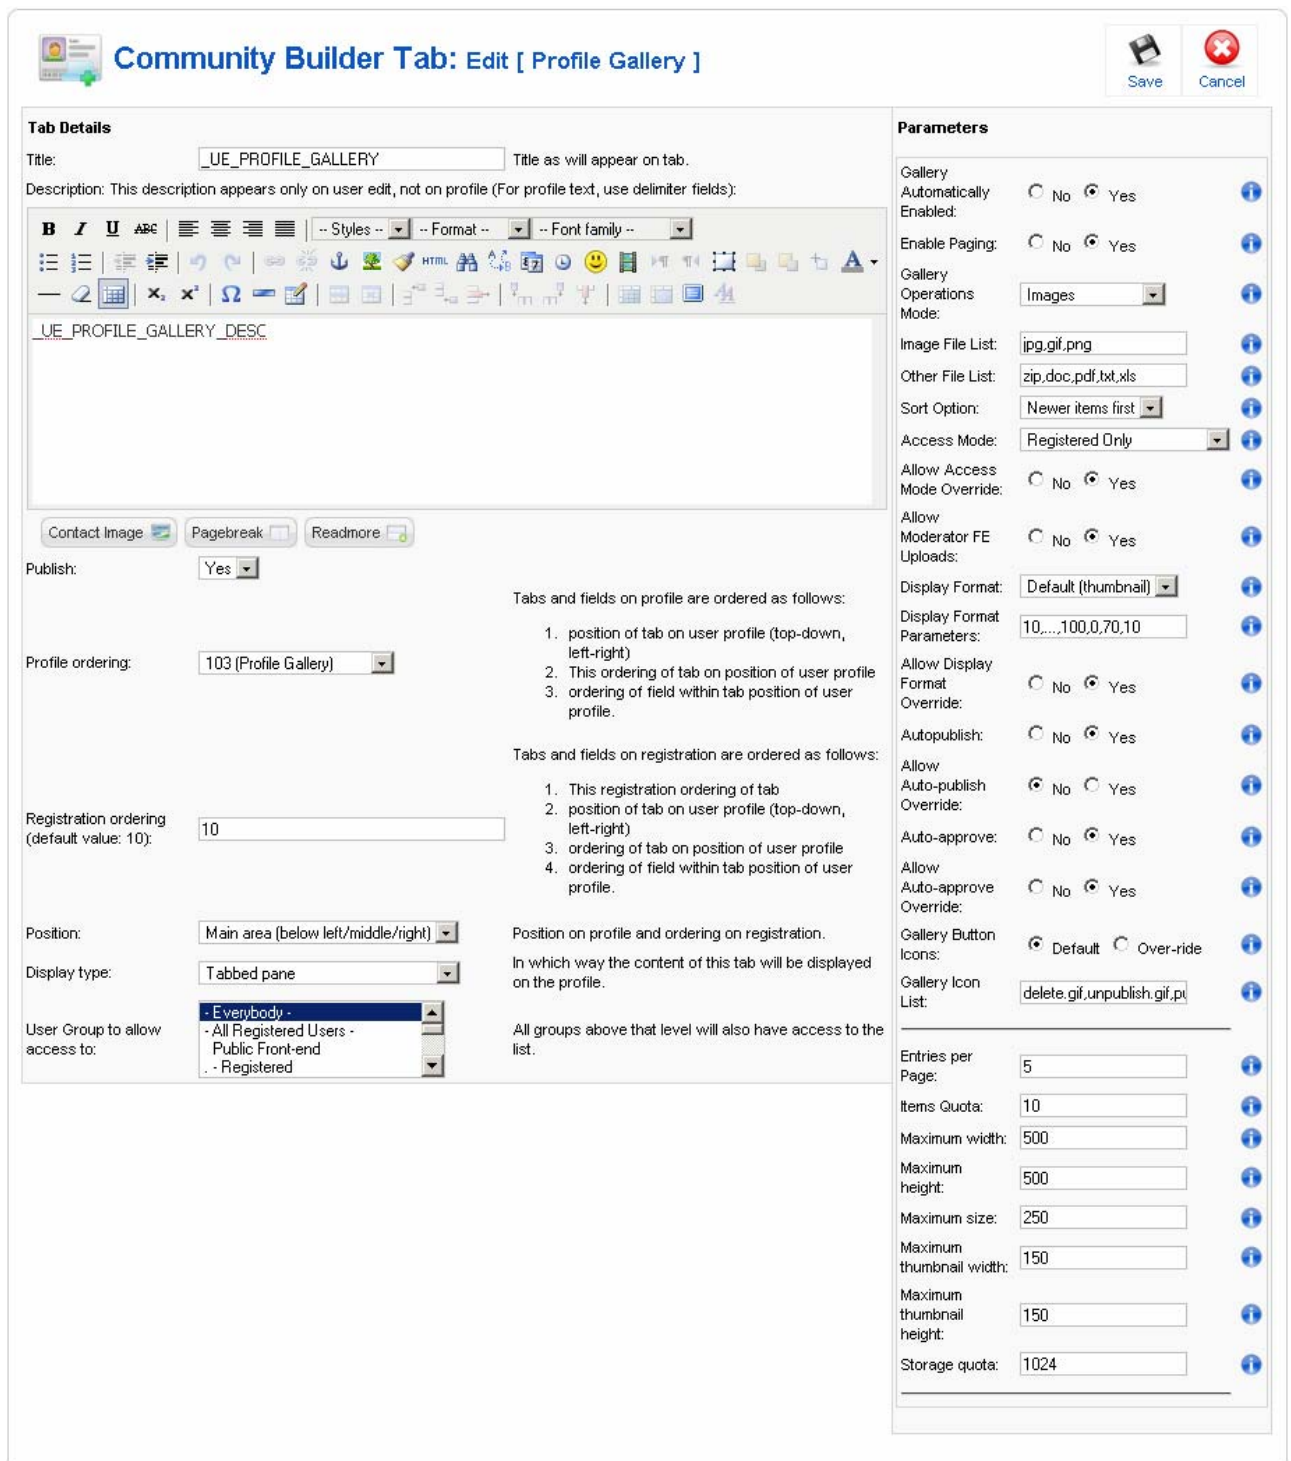 Community Builder Tab: Edit [ Profile Gallery ]
Save
Cancel
Tab Details
Title:
_UE_PROFILE_GALLERY
Title as will appear on tab.
Description: This description appears only on user edit, not on profile (For profile text, use delimiter fields):
B I U ABC
-- Styles --
-- Format --
-- Font family --
HTML
A
_UE_PROFILE_GALLERY_DESC
Contact Image
Pagebreak
Readmore
Publish:
Yes
Tabs and fields on profile are ordered as follows:
1. position of tab on user profile (top-down,
left-right)
2. This ordering of tab on position of user profile
3. ordering of field within tab position of user
profile.
Profile ordering:
103 (Profile Gallery)
Tabs and fields on registration are ordered as follows:
1. This registration ordering of tab
2. position of tab on user profile (top-down,
left-right)
3. ordering of tab on position of user profile
4. ordering of field within tab position of user
profile.
Registration ordering
(default value: 10):
10
Position:
Main area (below left/middle/right)
Position on profile and ordering on registration.
Display type:
Tabbed pane
In which way the content of this tab will be displayed
on the profile.
User Group to allow
access to:
- Everybody -
- All Registered Users -
Public Front-end
. - Registered
All groups above that level will also have access to the
list.
Parameters
Gallery
Automatically
Enabled:
No Yes
Enable Paging:
No Yes
Gallery
Operations
Mode:
Images
Image File List:
jpg,gif,png
Other File List:
zip,doc,pdf,txt,xls
Sort Option:
Newer items first
Access Mode:
Registered Only
Allow Access
Mode Override:
No Yes
Allow
Moderator FE
Uploads:
No Yes
Display Format:
Default (thumbnail)
Display Format
Parameters:
10,...,100,0,70,10
Allow Display
Format
Override:
No Yes
Autopublish:
No Yes
Allow
Auto-publish
Override:
No Yes
Auto-approve:
No Yes
Allow
Auto-approve
Override:
No Yes
Gallery Button
Icons:
Default Over-ride
Gallery Icon
List:
delete.gif,unpublish.gif,pu
Entries per
Page:
5
Items Quota:
10
Maximum width:
500
Maximum
height:
500
Maximum size:
250
Maximum
thumbnail width:
150
Maximum
thumbnail
height:
150
Storage quota:
1024